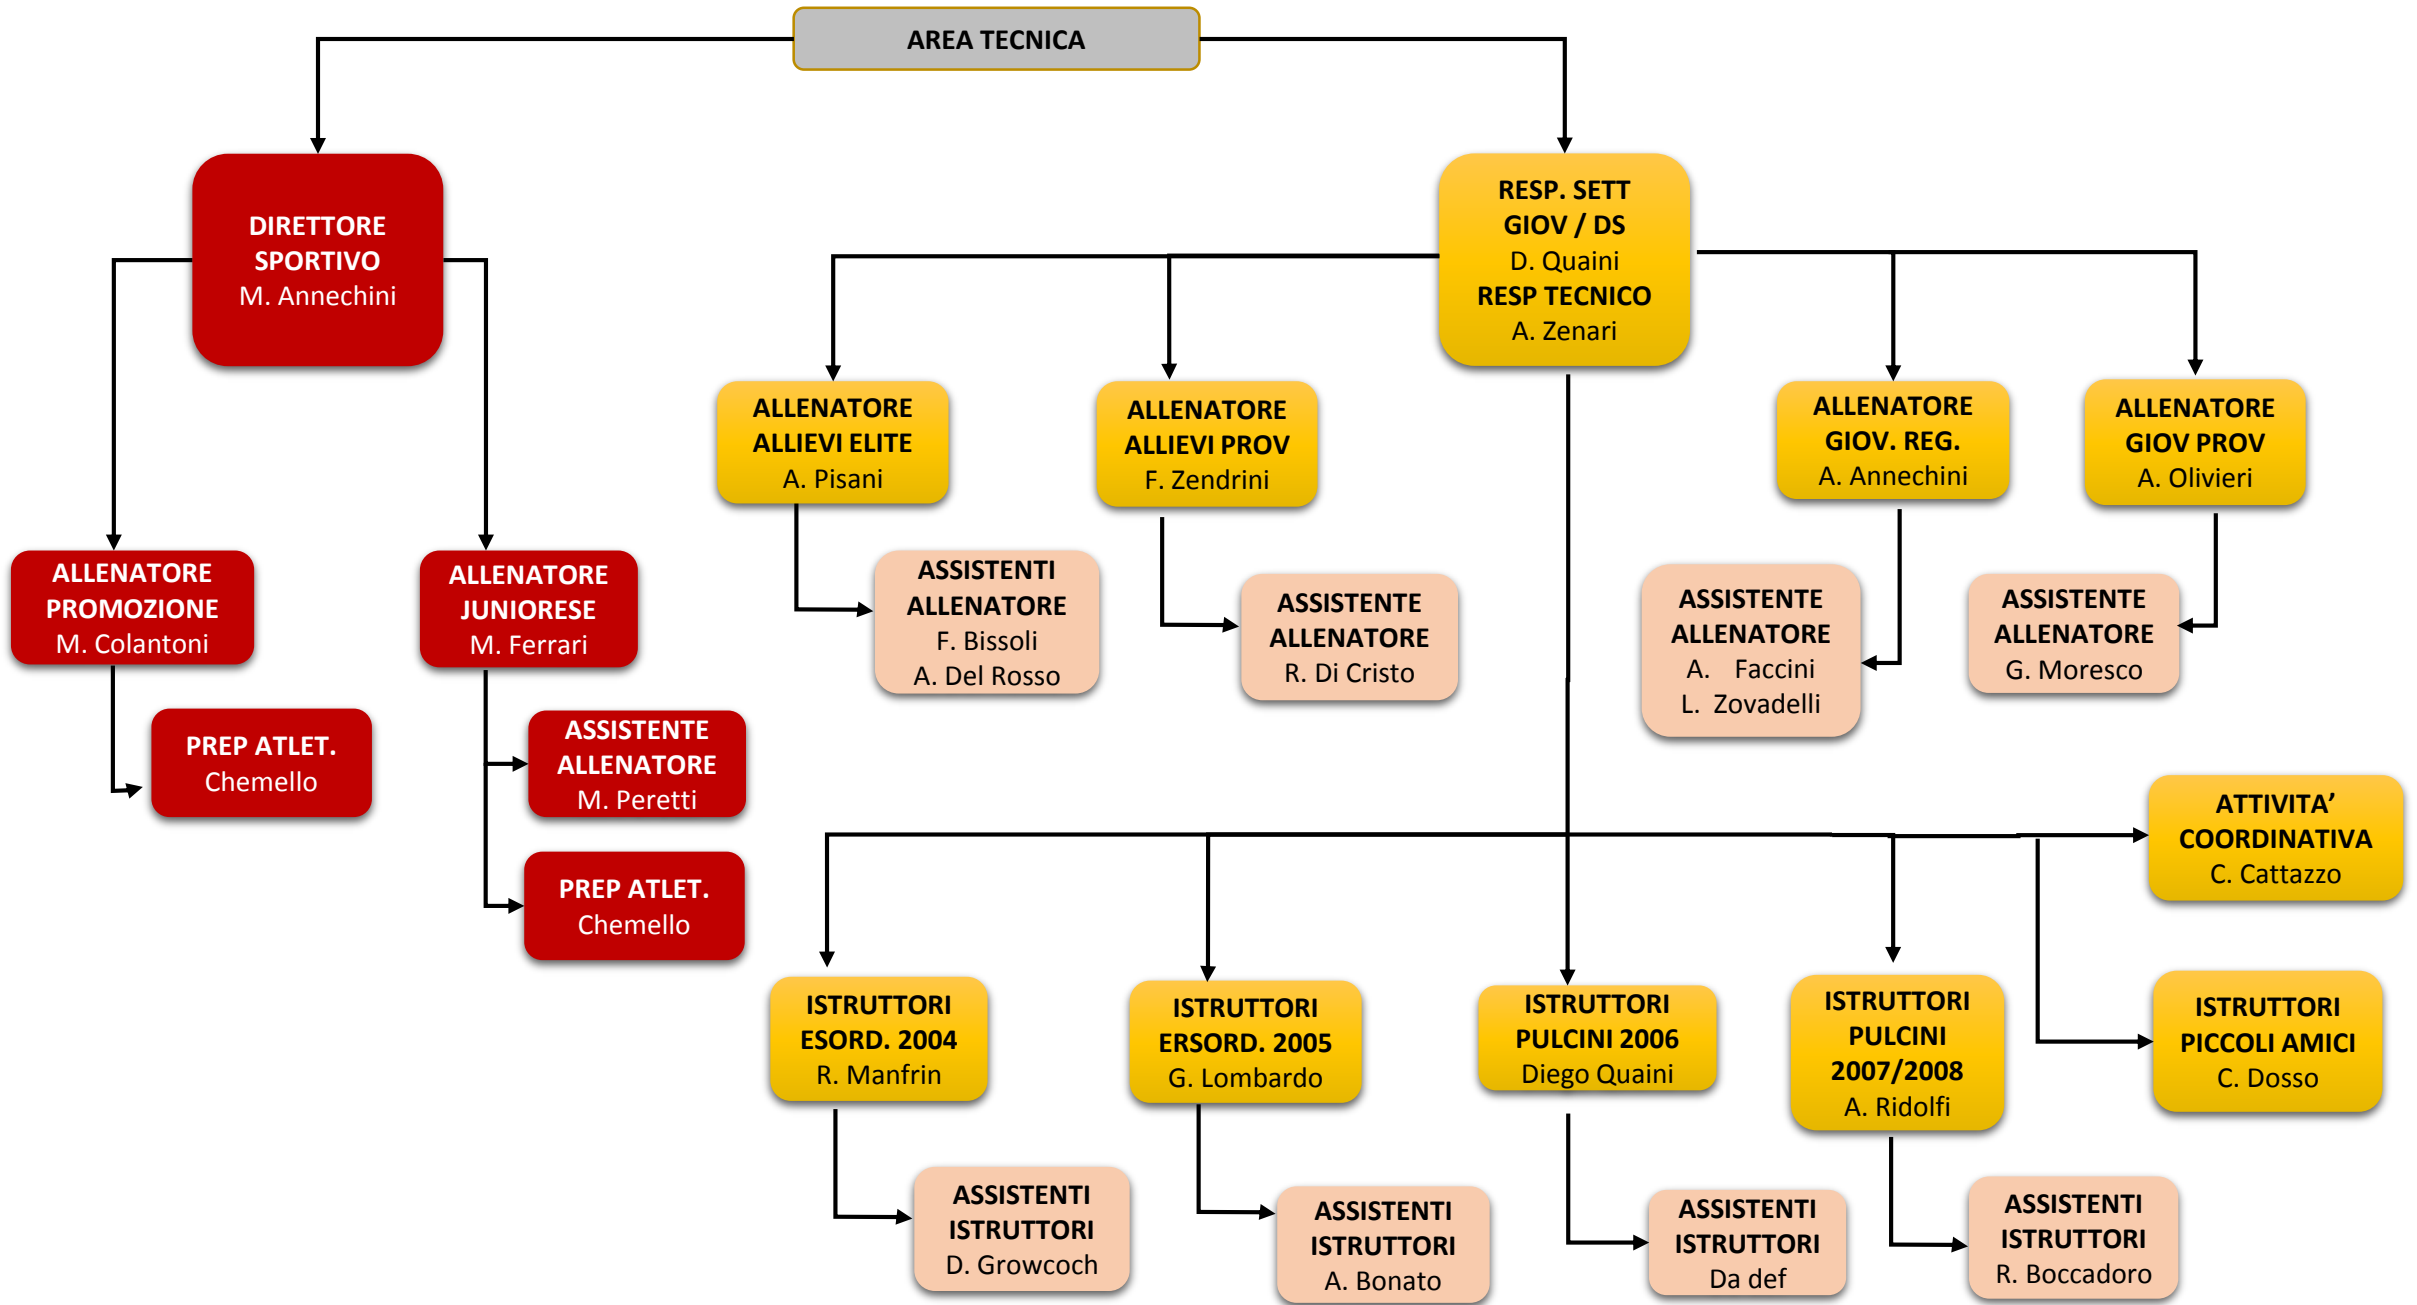 AREA TECNICA
DIRETTORE
SPORTIVO
M. Annechini
RESP. SETT
GIOV / DS
D. Quaini
RESP TECNICO
A. Zenari
ALLENATORE
ALLIEVI ELITE
A. Pisani
ALLENATORE
ALLIEVI PROV
F. Zendrini
ALLENATORE
GIOV. REG.
A. Annechini
ALLENATORE
GIOV PROV
A. Olivieri
ALLENATORE
PROMOZIONE
M. Colantoni
ALLENATORE
JUNIORESE
M. Ferrari
ASSISTENTI
ALLENATORE
F. Bissoli
A. Del Rosso
ASSISTENTE
ALLENATORE
R. Di Cristo
ASSISTENTE
ALLENATORE
A. Faccini
L. Zovadelli
ASSISTENTE
ALLENATORE
G. Moresco
PREP ATLET.
Chemello
ASSISTENTE
ALLENATORE
M. Peretti
PREP ATLET.
Chemello
ATTIVITA’
COORDINATIVA
C. Cattazzo
ISTRUTTORI
ESORD. 2004
R. Manfrin
ISTRUTTORI
ERSORD. 2005
G. Lombardo
ISTRUTTORI
PULCINI 2006
Diego Quaini
ISTRUTTORI
PULCINI
2007/2008
A. Ridolfi
ISTRUTTORI
PICCOLI AMICI
C. Dosso
ASSISTENTI
ISTRUTTORI
D. Growcoch
ASSISTENTI
ISTRUTTORI
A. Bonato
ASSISTENTI
ISTRUTTORI
Da def
ASSISTENTI
ISTRUTTORI
R. Boccadoro